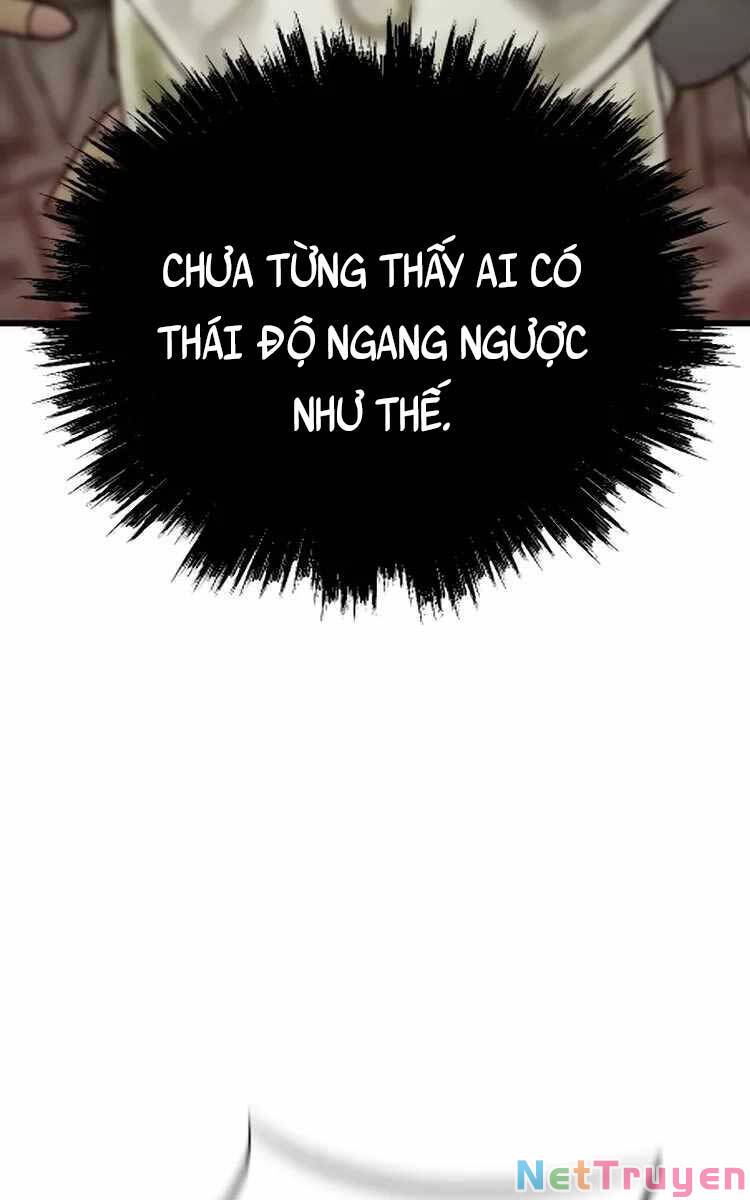 CHƯA TỪNG THẤY AI CÓ
THÁI ĐỘ NGANG NGƯỢC
NHƯ THẾ.
NetTruyen